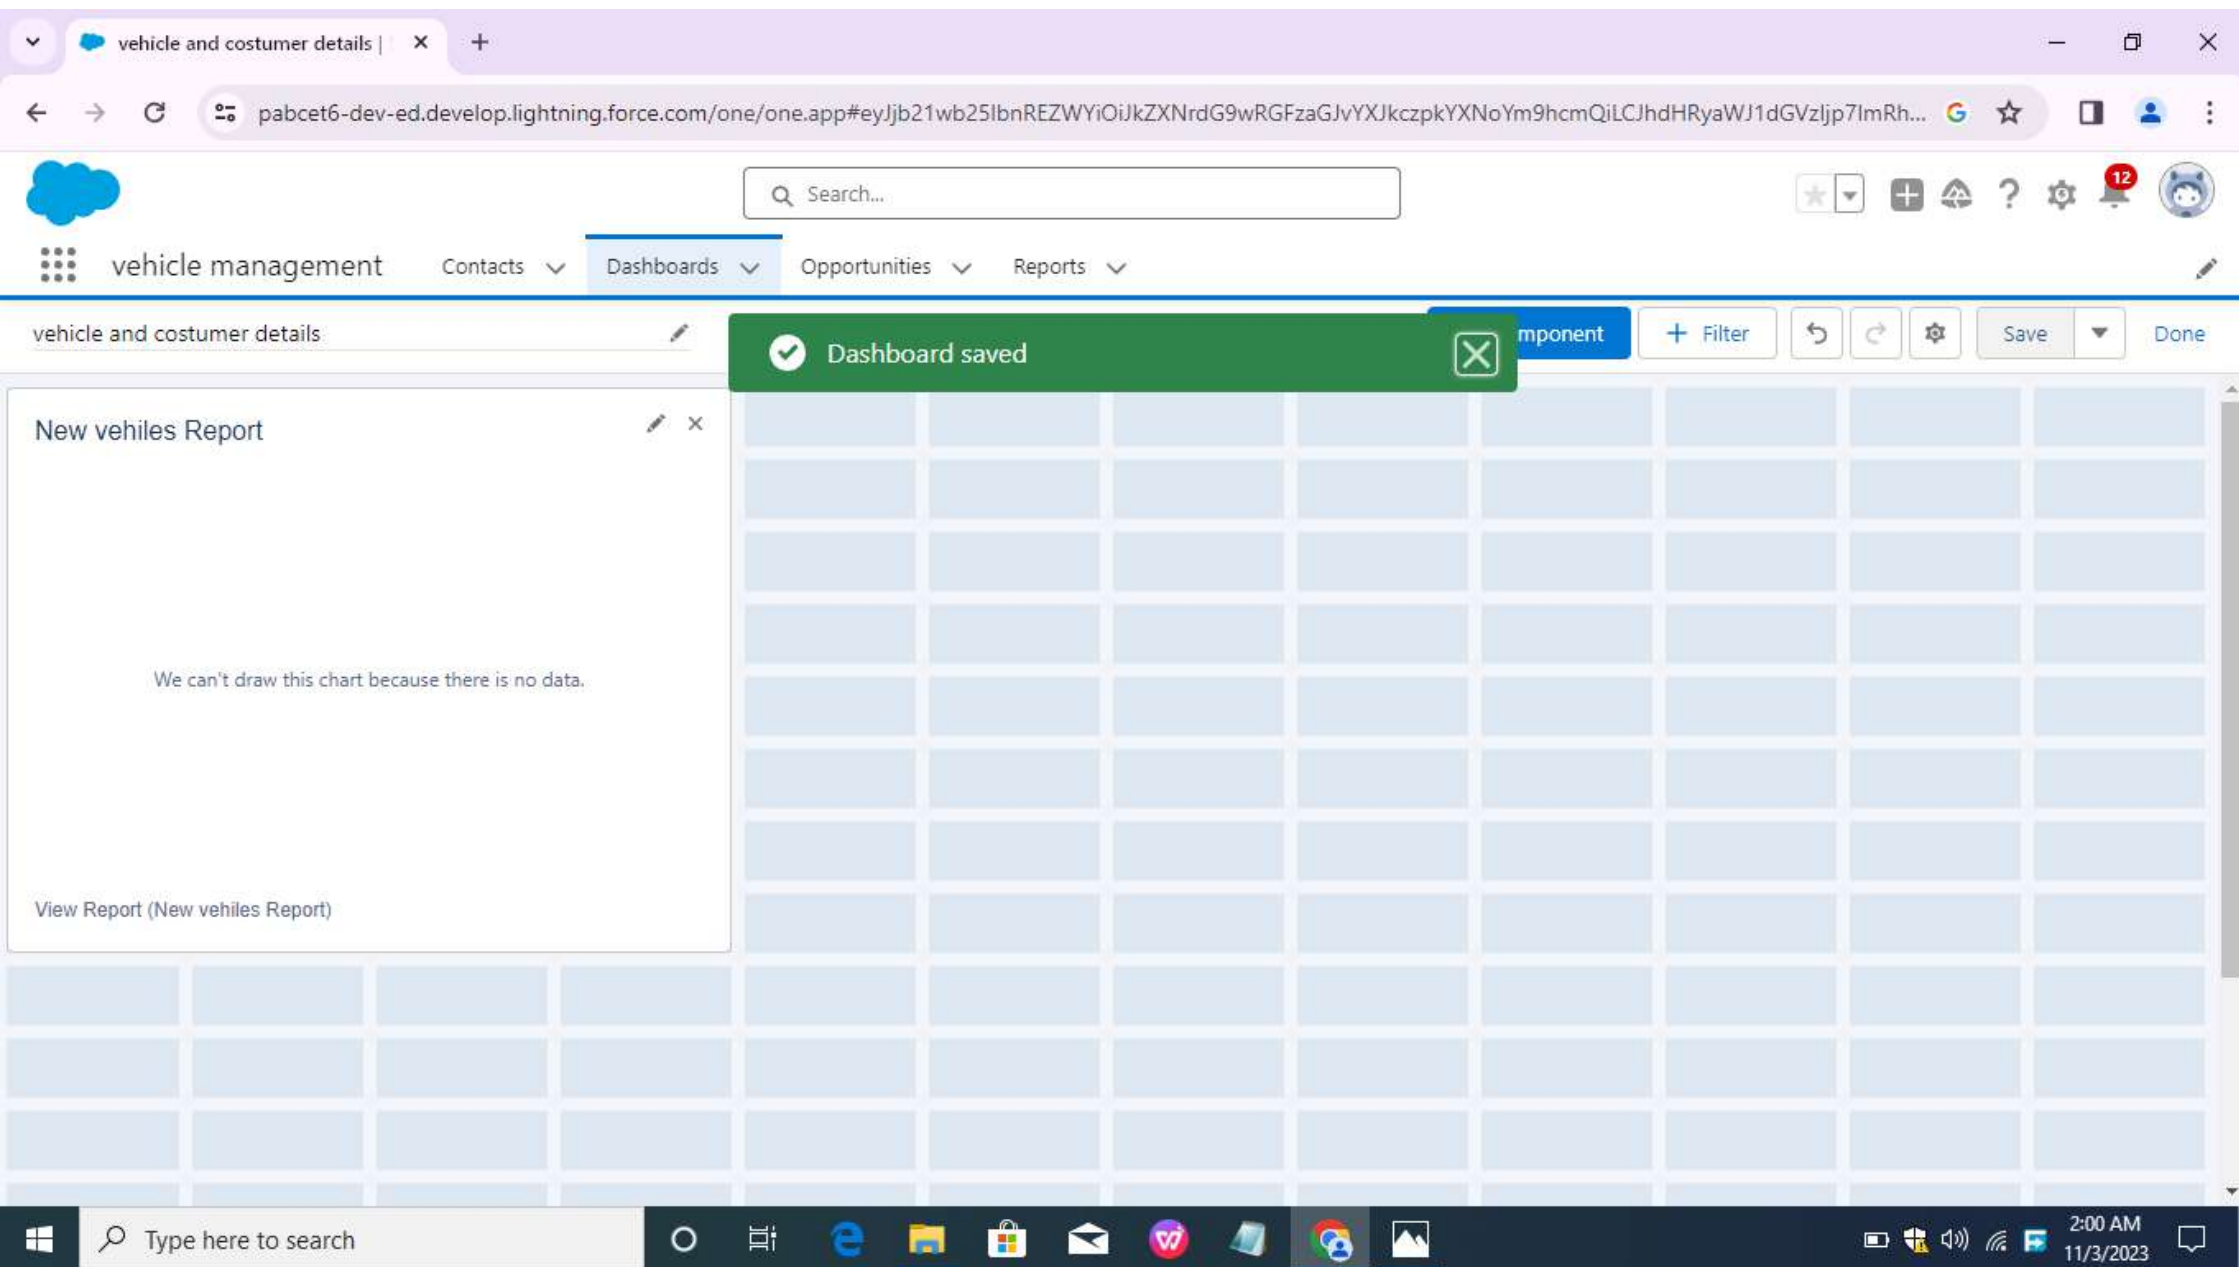 vehicle and costumer details |
pabcet6-dev-ed.develop.lightning.force.com/one/one.app#eyJjb21wb25lbnREZWYiOiJkZXNrdG9wRGFzaGJvYXJkczpkYXNoYm9hcmQiLCJhdHRyaWJ1dGVzIjp7ImRh...
Search...
12
vehicle management Contacts Dashboards Opportunities Reports
vehicle and costumer details
Dashboard saved
mponent
+ Filter
Save
Done
New vehiles Report
We can't draw this chart because there is no data.
View Report (New vehiles Report)
Type here to search
2:00 AM
11/3/2023